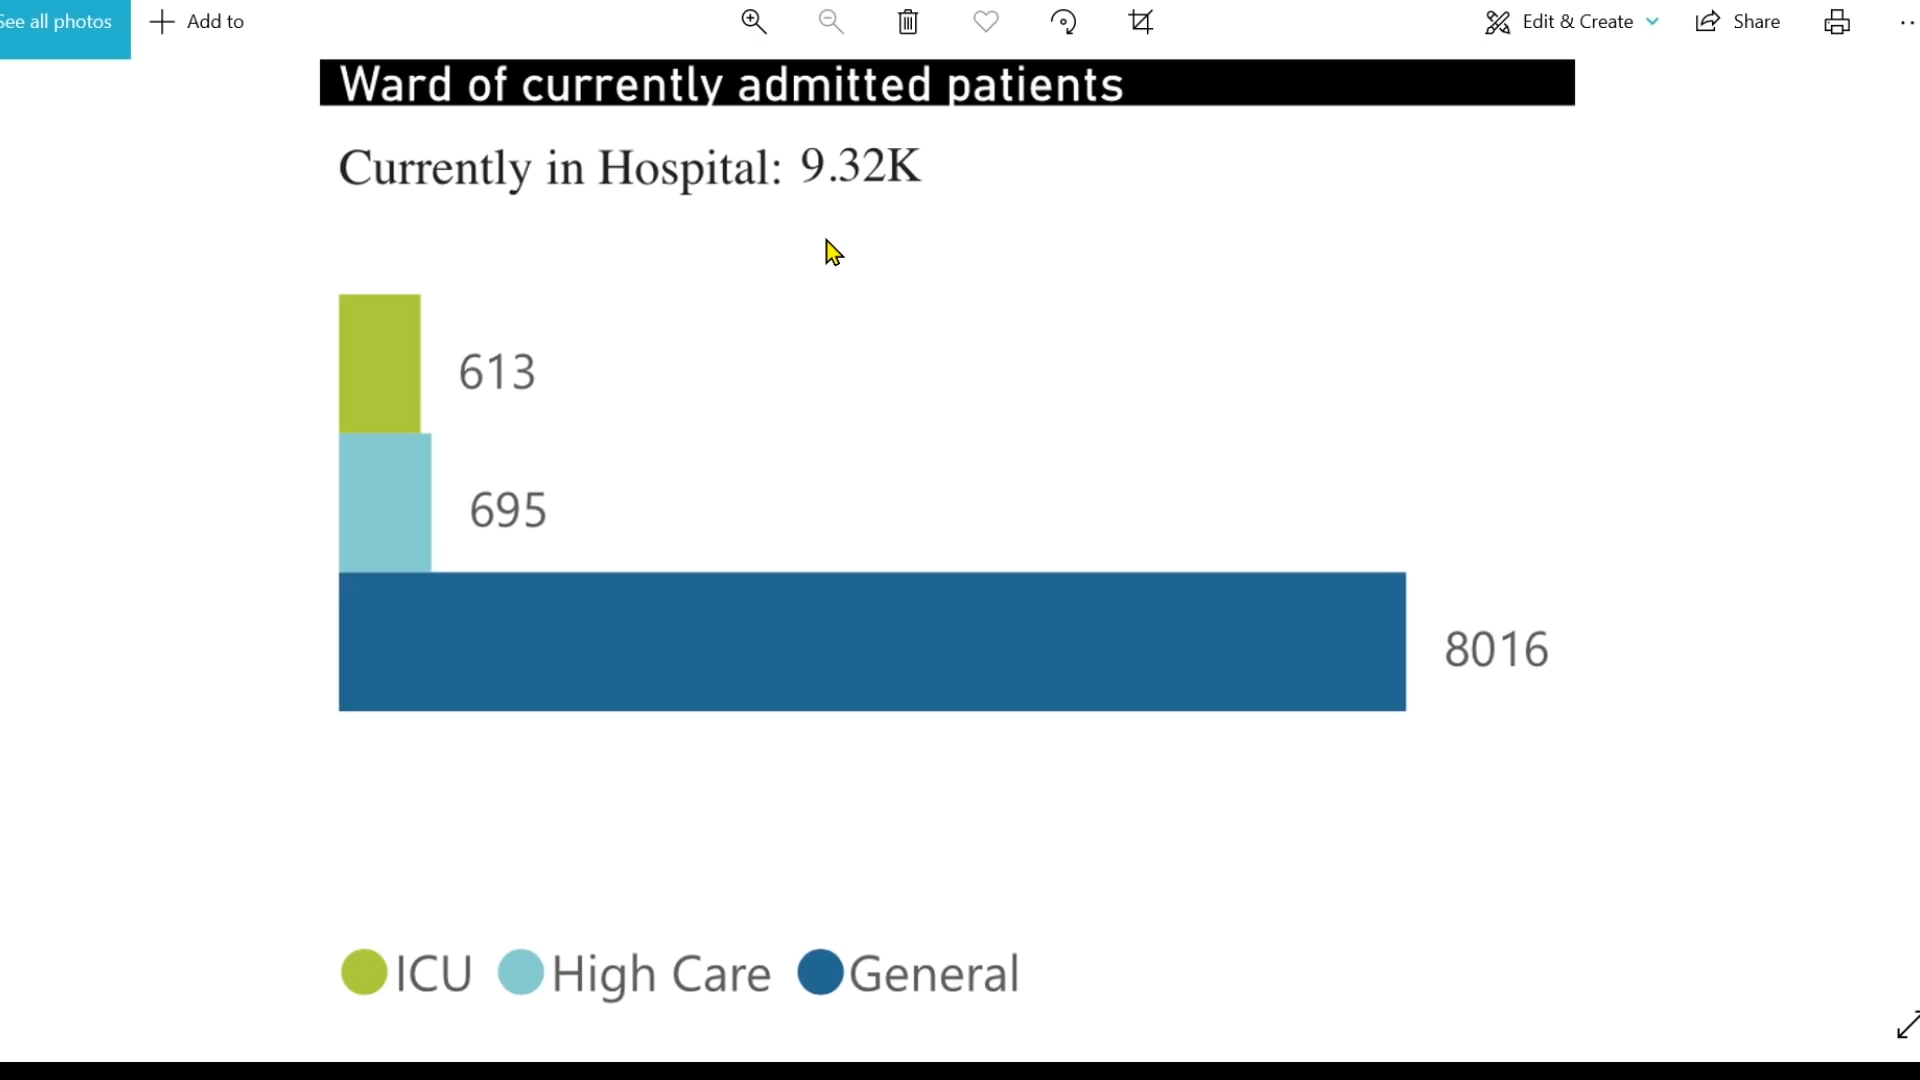 See all photos
Add to
Edit & Create
Share
Ward of currently admitted patients
Currently in Hospital: 9.32K
613
695
8016
ICU High Care General